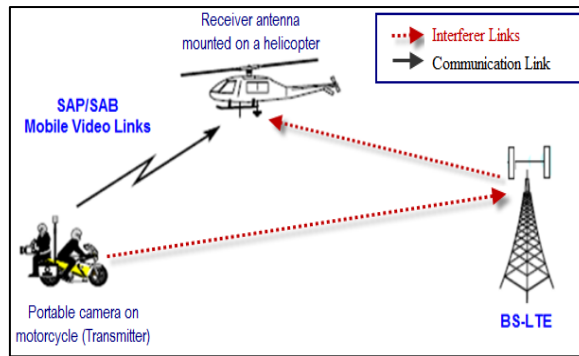 Receiver antenna
mounted on a helicopter
Interferer Links
Communication Link
SAP/SAB
Mobile Video Links
Portable camera on
motorcycle (Transmitter)
BS-LTE